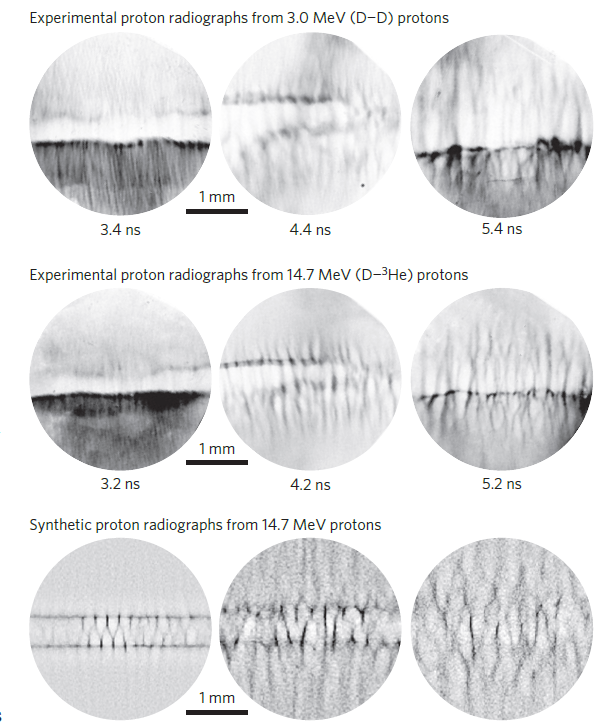 Experimental proton radiographs from 3.0 MeV (D–D) protons
1 mm
3.4 ns
4.4 ns
5.4 ns
Experimental proton radiographs from 14.7 MeV (D–³He) protons
1 mm
3.2 ns
4.2 ns
5.2 ns
Synthetic proton radiographs from 14.7 MeV protons
1 mm